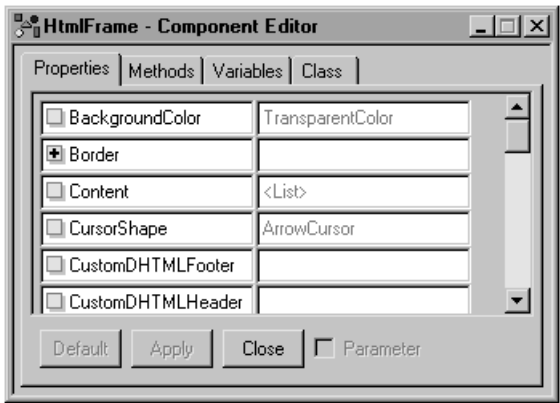 HtmlFrame - Component Editor
Properties Methods Variables Class
BackgroundColor TransparentColor
Border
Content <List>
CursorShape ArrowCursor
CustomDHTMLFooter
CustomDHTMLHeader
Default Apply Close Parameter